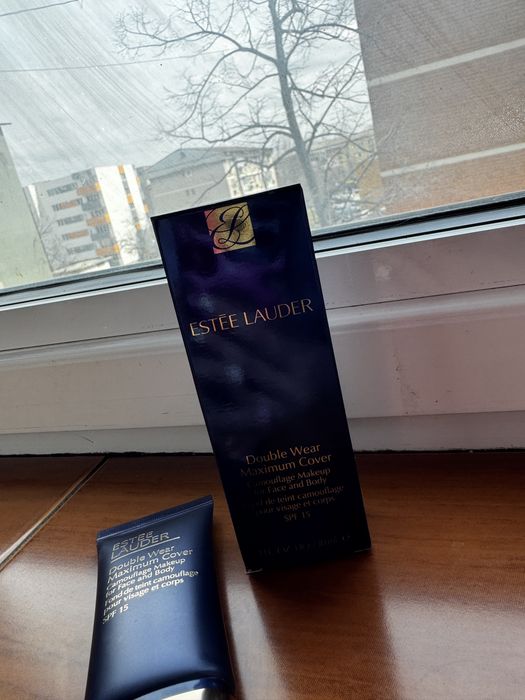 ESTĒE LAUDER
Double Wear
Maximum Cover
Camouflage Makeup
for Face and Body
Fond de teint camouflage
pour visage et corps
SPF 15
ESTĒE
LAUDER
Double Wear
Maximum Cover
Camouflage Makeup
for Face and Body
Fond de teint camouflage
pour visage et corps
SPF 15